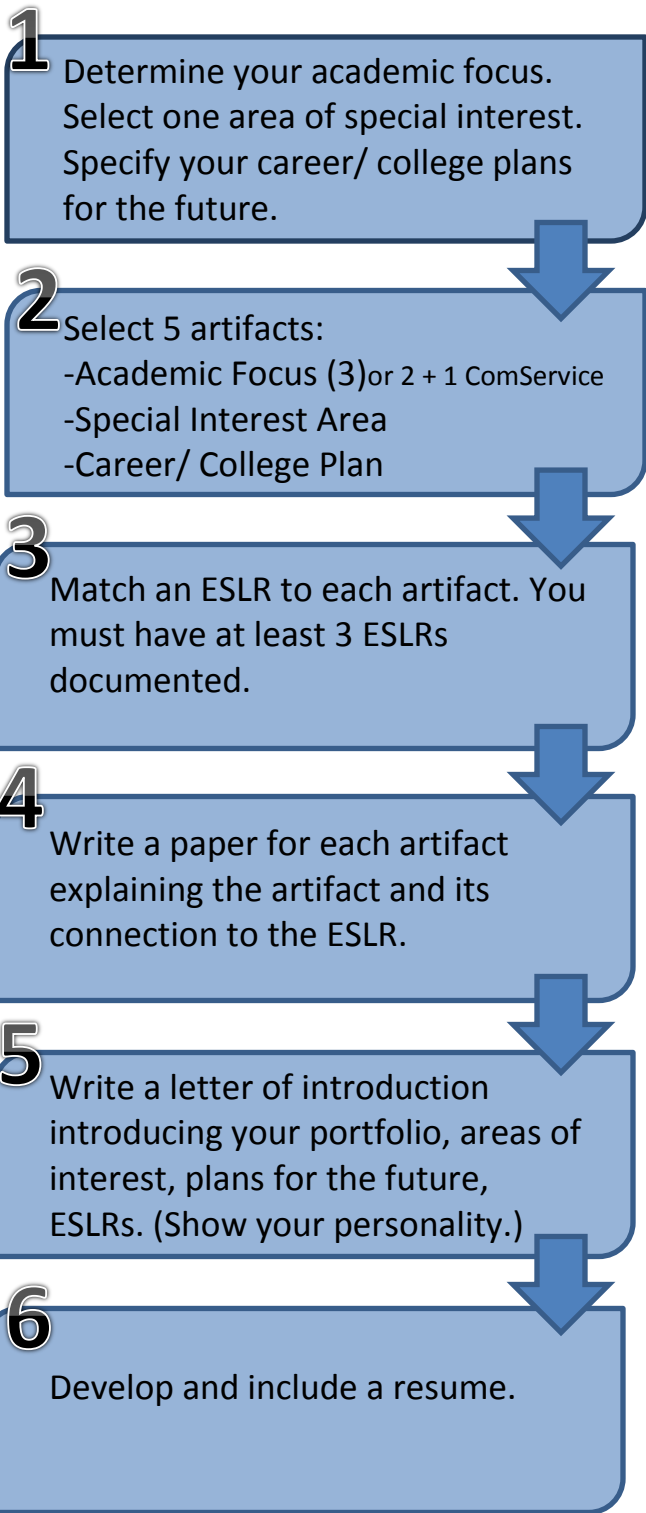 1
Determine your academic focus.
Select one area of special interest.
Specify your career/ college plans
for the future.
2
Select 5 artifacts:
-Academic Focus (3)or 2 + 1 ComService
-Special Interest Area
-Career/ College Plan
3
Match an ESLR to each artifact. You
must have at least 3 ESLRs
documented.
4
Write a paper for each artifact
explaining the artifact and its
connection to the ESLR.
5
Write a letter of introduction
introducing your portfolio, areas of
interest, plans for the future,
ESLRs. (Show your personality.)
6
Develop and include a resume.